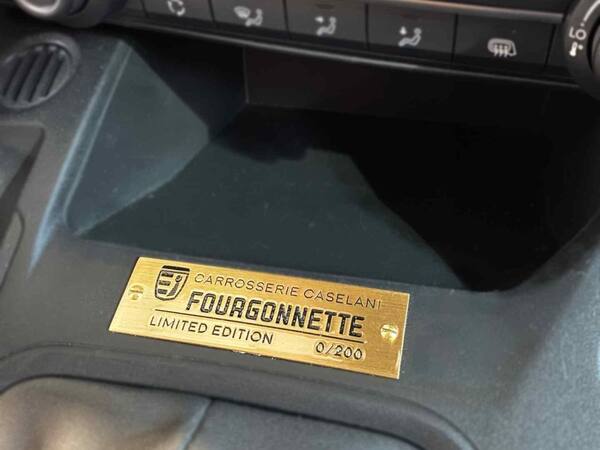 CARROSSERIE CASELANI
FOURGONNETTE
LIMITED EDITION 0/200